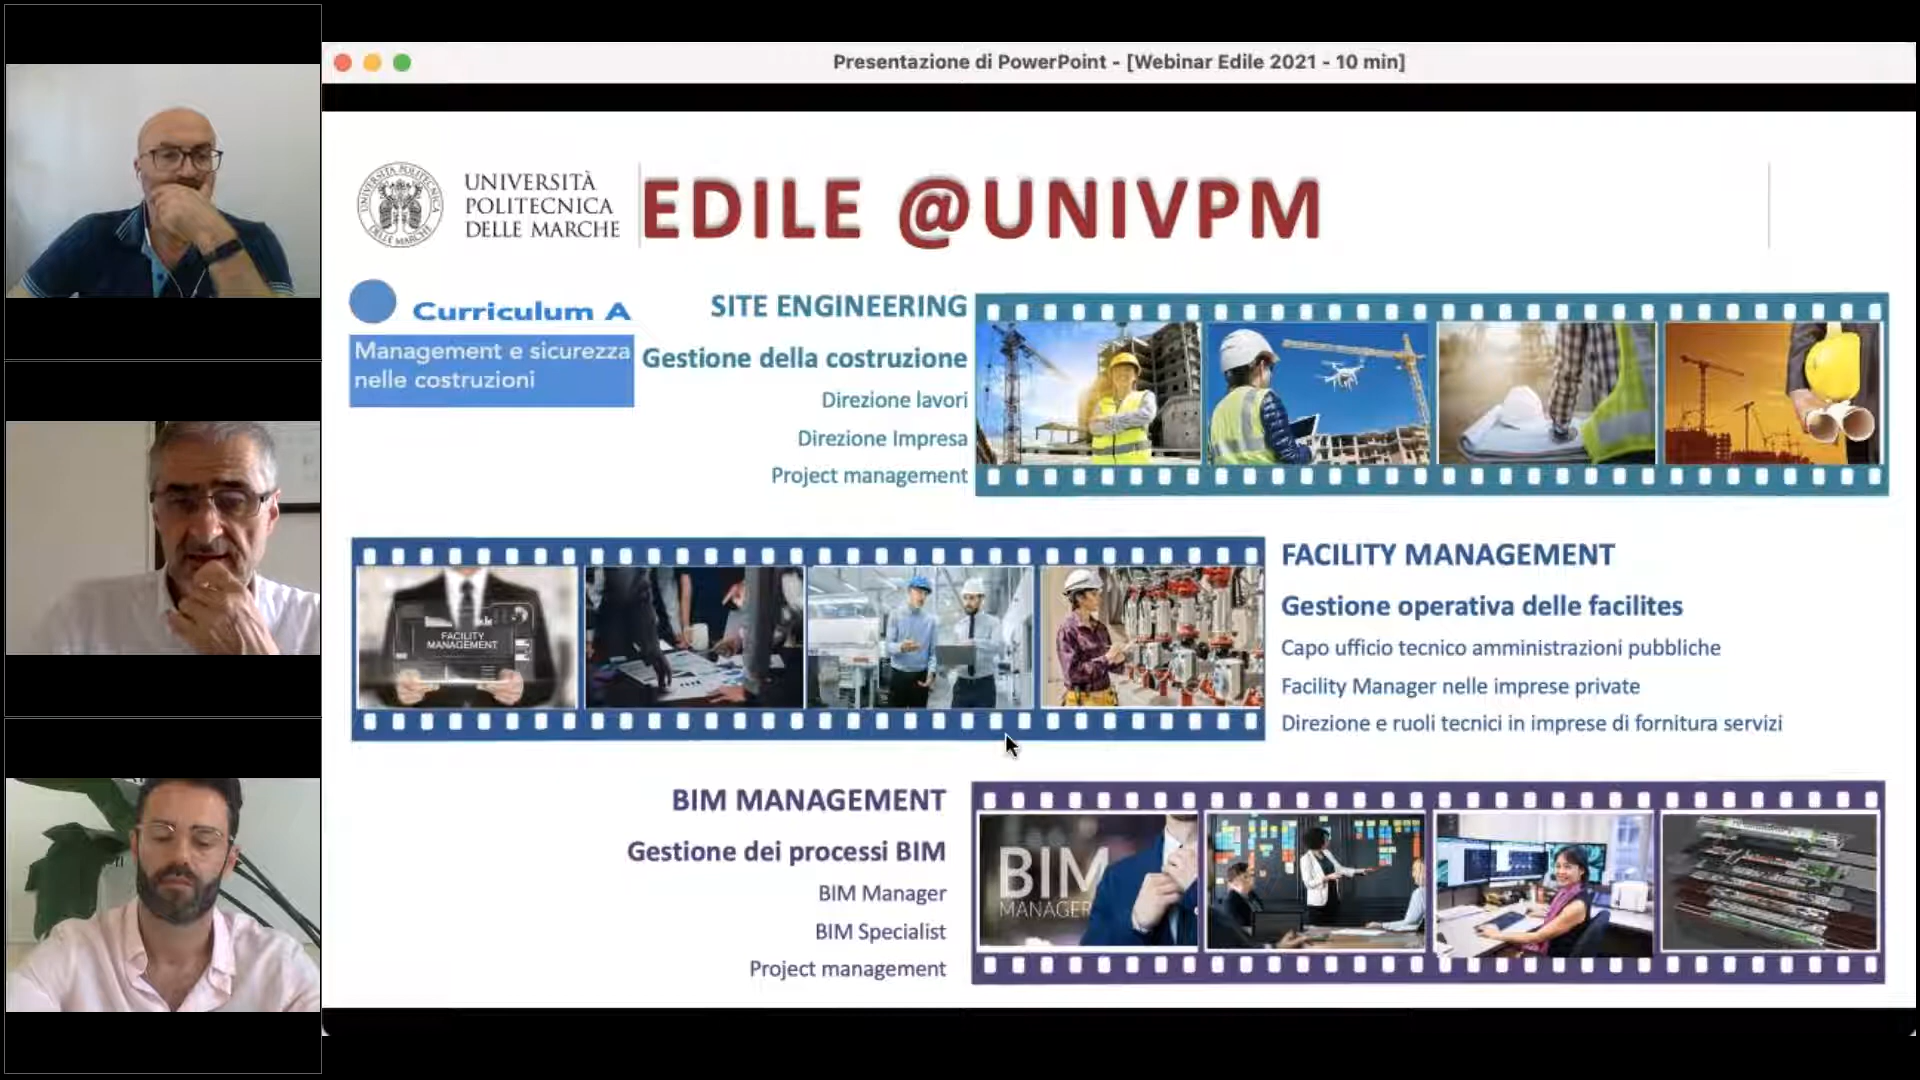 Presentazione di PowerPoint - [Webinar Edile 2021 - 10 min]
UNIVERSITÀ
POLITECNICA
DELLE MARCHE
EDILE @UNIVPM
Curriculum A
Management e sicurezza
nelle costruzioni
SITE ENGINEERING
Gestione della costruzione
Direzione lavori
Direzione Impresa
Project management
FACILITY
MANAGEMENT
FACILITY MANAGEMENT
Gestione operativa delle facilites
Capo ufficio tecnico amministrazioni pubbliche
Facility Manager nelle imprese private
Direzione e ruoli tecnici in imprese di fornitura servizi
BIM MANAGEMENT
Gestione dei processi BIM
BIM Manager
BIM Specialist
Project management
BIM
MANAGER